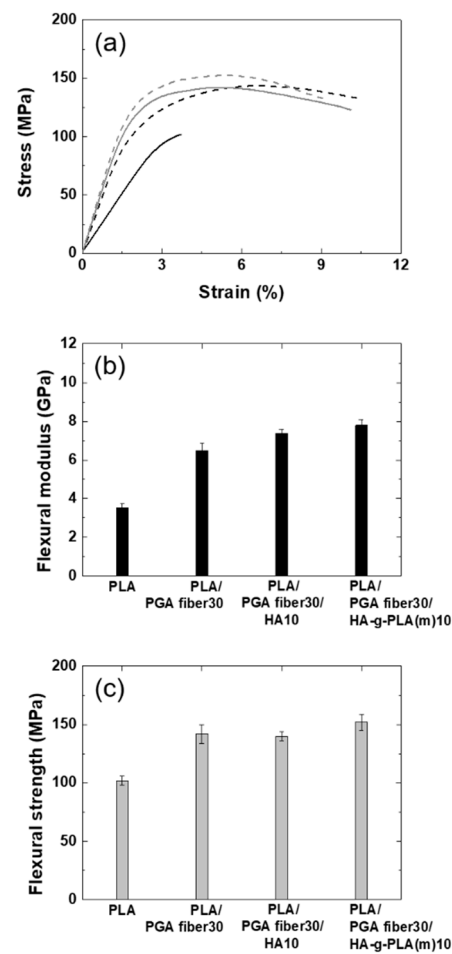 (a)
Stress (MPa)
200
150
100
50
0
0 3 6 9 12
Strain (%)
(b)
Flexural modulus (GPa)
12
10
8
6
4
2
0
PLA PLA/ PLA/ PLA/
PGA fiber30 PGA fiber30/ PGA fiber30/
HA10 HA-g-PLA(m)10
(c)
Flexural strength (MPa)
200
150
100
50
0
PLA PLA/ PLA/ PLA/
PGA fiber30 PGA fiber30/ PGA fiber30/
HA10 HA-g-PLA(m)10